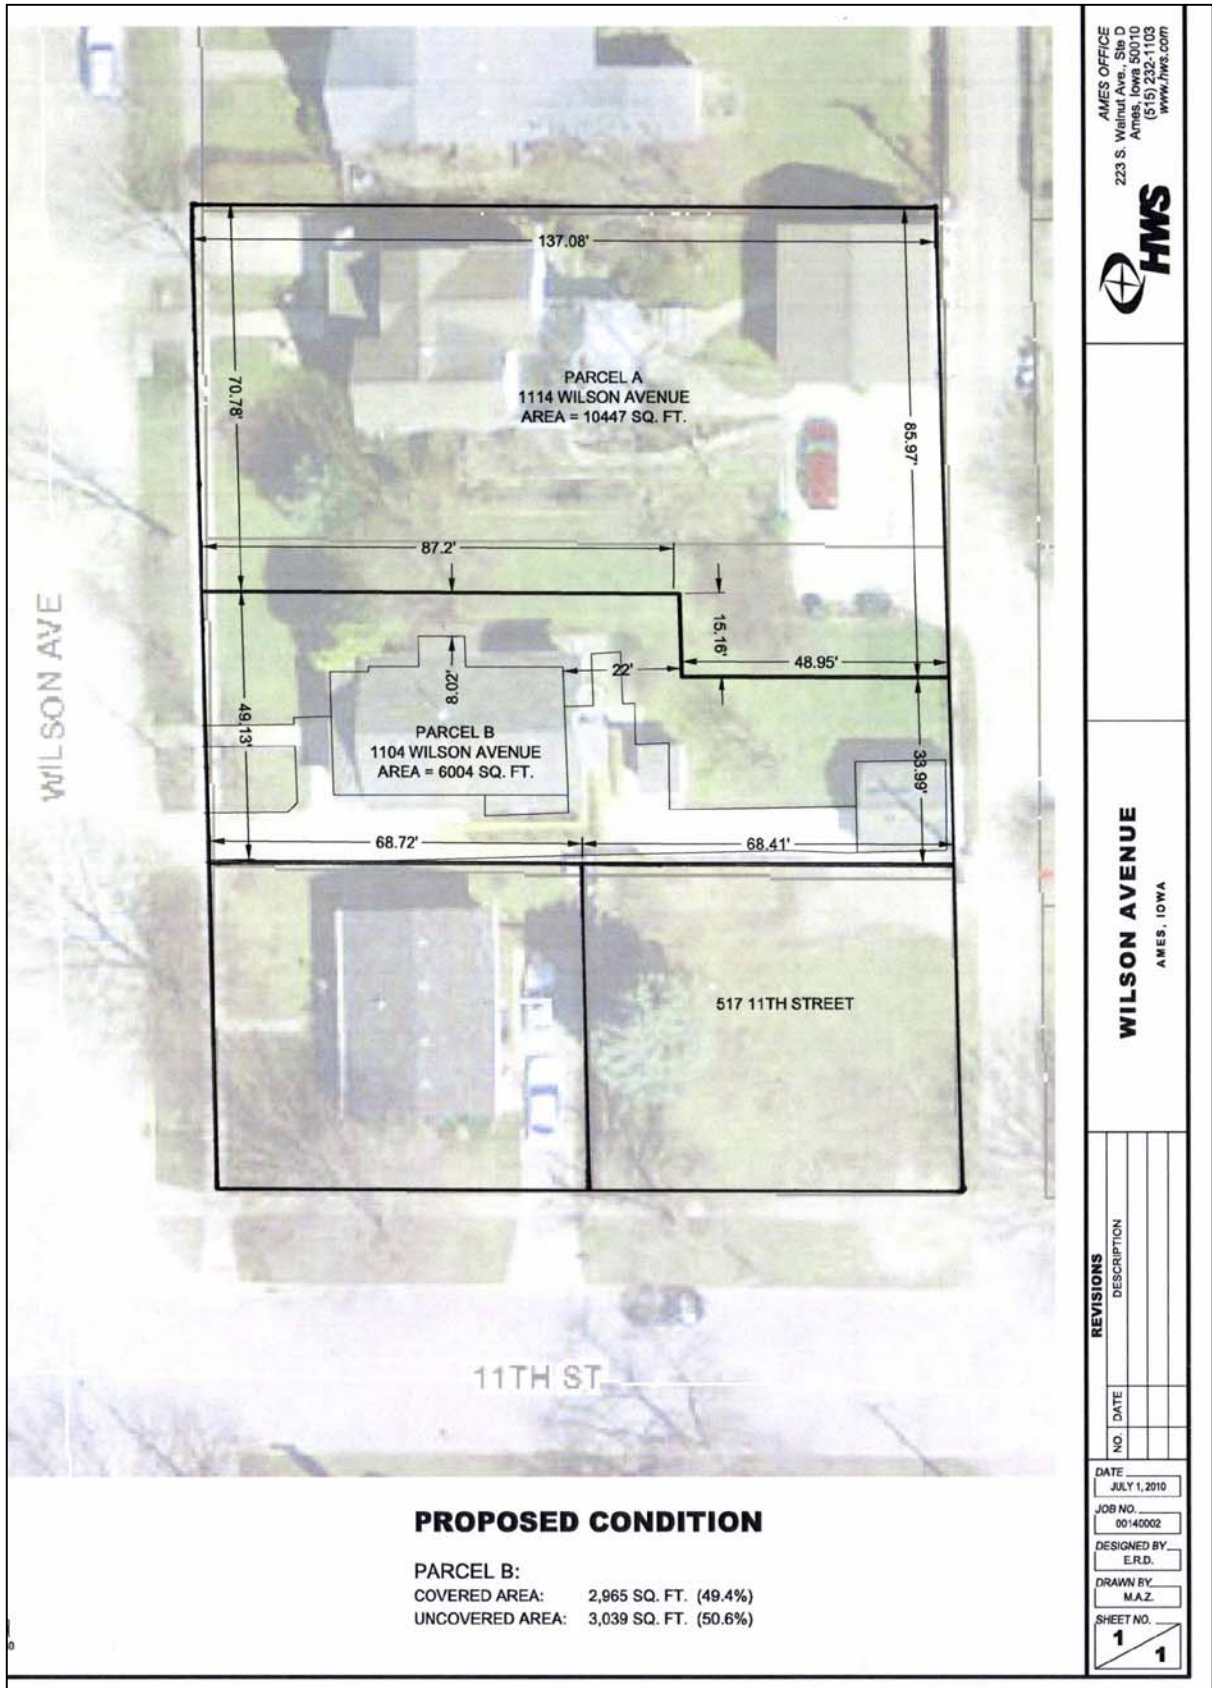 137.08'
70.78'
PARCEL A
1114 WILSON AVENUE
AREA = 10447 SQ. FT.
85.97'
87.2'
15.16'
48.95'
22'
8.02'
49.13'
PARCEL B
1104 WILSON AVENUE
AREA = 6004 SQ. FT.
33.99'
68.72'
68.41'
517 11TH STREET
WILSON AVE
11TH ST
PROPOSED CONDITION
PARCEL B:
COVERED AREA: 2,965 SQ. FT. (49.4%)
UNCOVERED AREA: 3,039 SQ. FT. (50.6%)
AMES OFFICE
223 S. Walnut Ave., Ste D
Ames, Iowa 50010
(515) 232-1103
www.hws.com
HWS
WILSON AVENUE
AMES, IOWA
REVISIONS
NO. DATE DESCRIPTION
DATE
JULY 1, 2010
JOB NO.
00140002
DESIGNED BY
E.R.D.
DRAWN BY
M.A.Z.
SHEET NO.
1
1